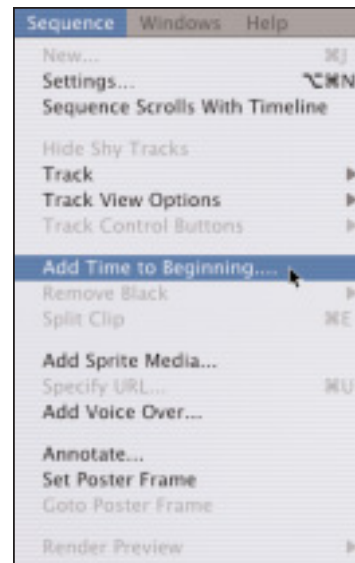 Sequence Windows Help
New... ⌘J
Settings... ⌥⌘N
Sequence Scrolls With Timeline
Hide Shy Tracks
Track
Track View Options
Track Control Buttons
Add Time to Beginning....
Remove Black
Split Clip ⌘E
Add Sprite Media...
Specify URL... ⌘U
Add Voice Over...
Annotate...
Set Poster Frame
Goto Poster Frame
Render Preview